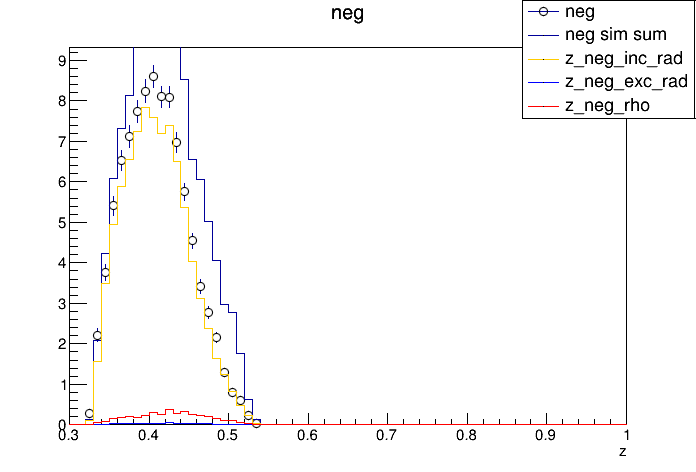 neg
neg
neg sim sum
z_neg_inc_rad
z_neg_exc_rad
z_neg_rho
9
8
7
6
5
4
3
2
1
0
0.3 0.4 0.5 0.6 0.7 0.8 0.9 1
z